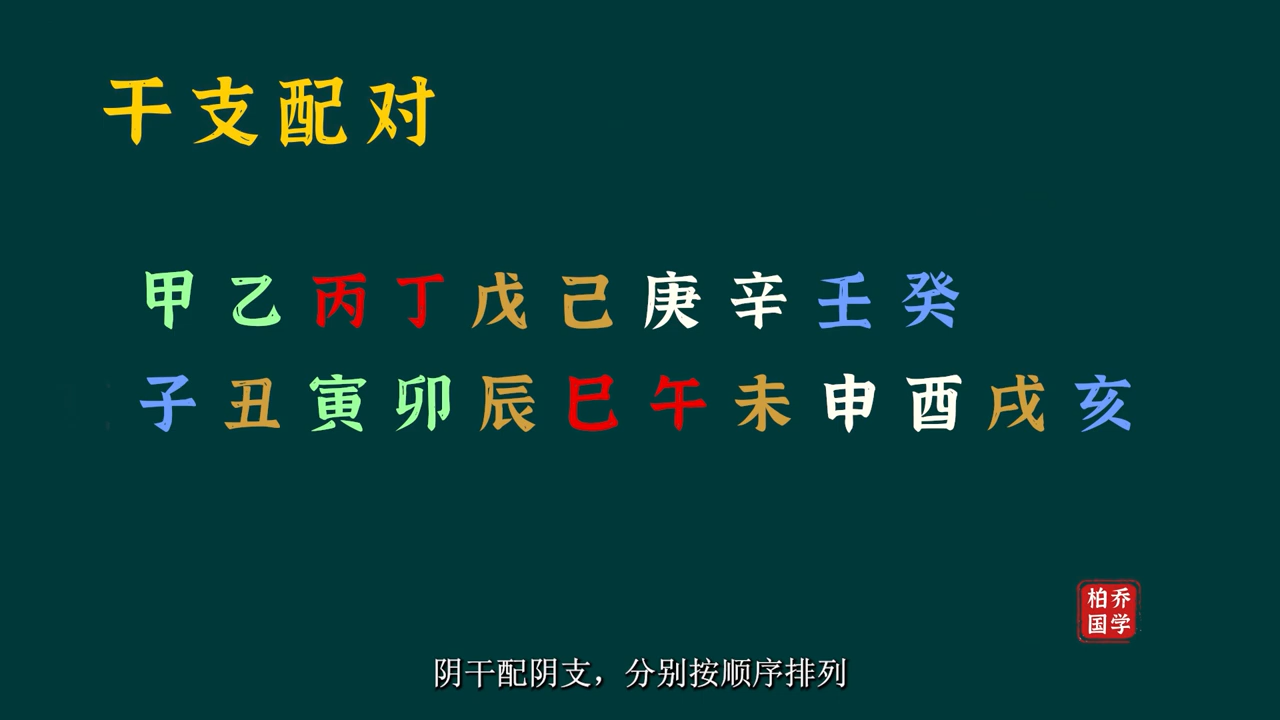 干支配对
甲乙丙丁戊己庚辛壬癸
子丑寅卯辰巳午未申酉戌亥
柏乔
国学
阴干配阴支，分别按顺序排列